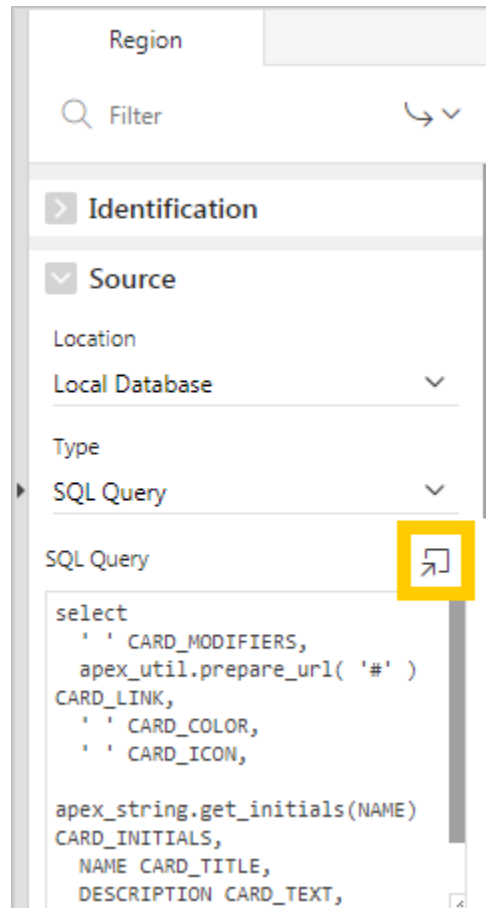 Region
Filter
Identification
Source
Location
Local Database
Type
SQL Query
SQL Query
select
  ' ' CARD_MODIFIERS,
  apex_util.prepare_url( '#' )
CARD_LINK,
  ' ' CARD_COLOR,
  ' ' CARD_ICON,

apex_string.get_initials(NAME)
CARD_INITIALS,
  NAME CARD_TITLE,
  DESCRIPTION CARD_TEXT,